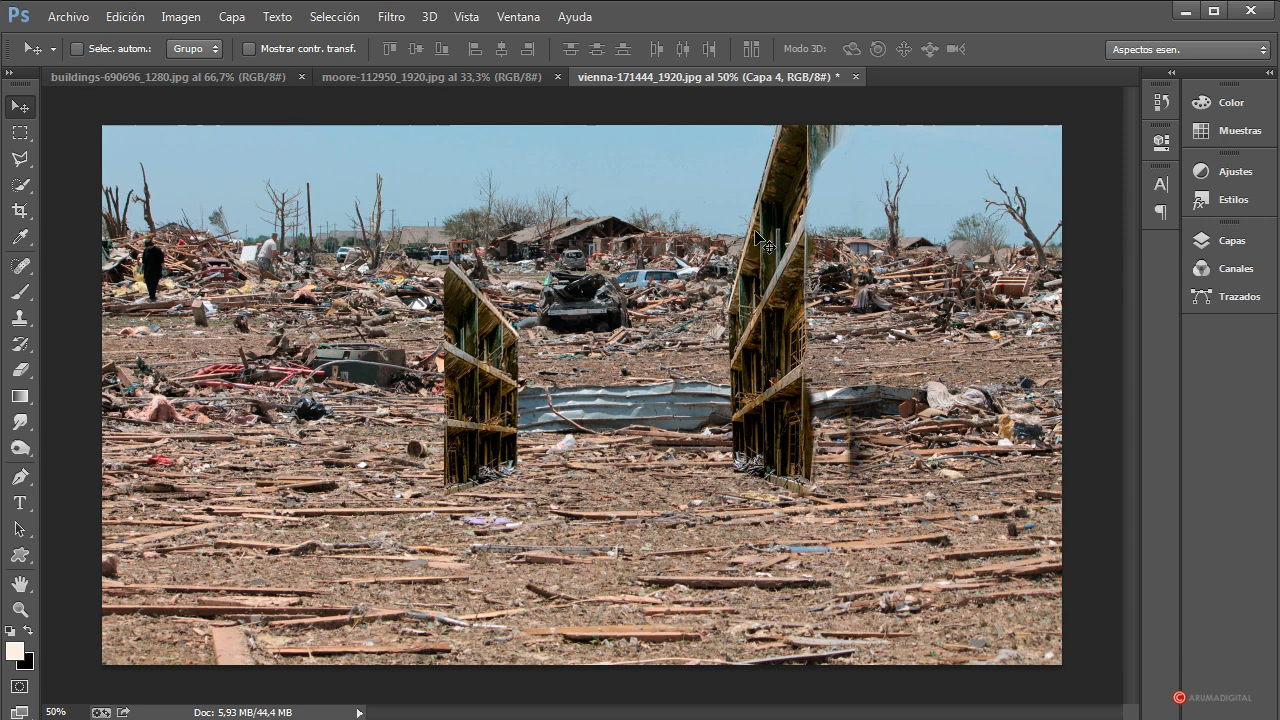 Ps Archivo Edición Imagen Capa Texto Selección Filtro 3D Vista Ventana Ayuda
Selec. autom.: Grupo Mostrar contr. transf. Modo 3D: Aspectos esen.
buildings-690696_1280.jpg al 66,7% (RGB/8#) × moore-112950_1920.jpg al 33,3% (RGB/8#) × vienna-171444_1920.jpg al 50% (Capa 4, RGB/8#) * ×
Color
Muestras
Ajustes
Estilos
Capas
Canales
Trazados
50% Doc: 5,93 MB/44,4 MB
© ARUMADIGITAL